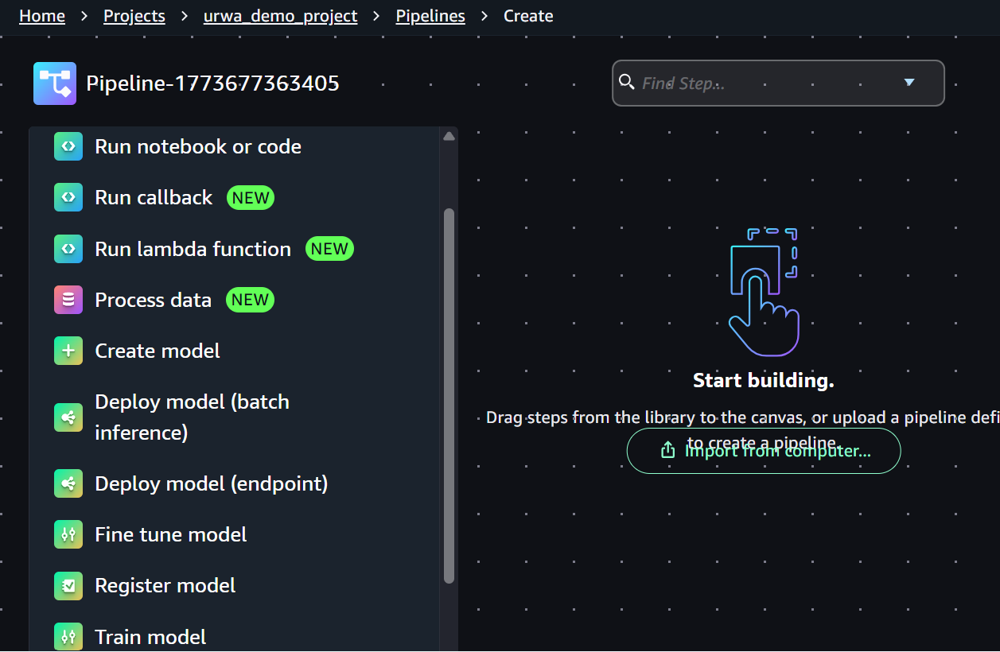 Home > Projects > urwa_demo_project > Pipelines > Create
Pipeline-1773677363405
Find Step...
Run notebook or code
Run callback NEW
Run lambda function NEW
Process data NEW
Create model
Deploy model (batch
inference)
Deploy model (endpoint)
Fine tune model
Register model
Train model
Start building.
Drag steps from the library to the canvas, or upload a pipeline defi
to create a pipeline.
Import from computer...